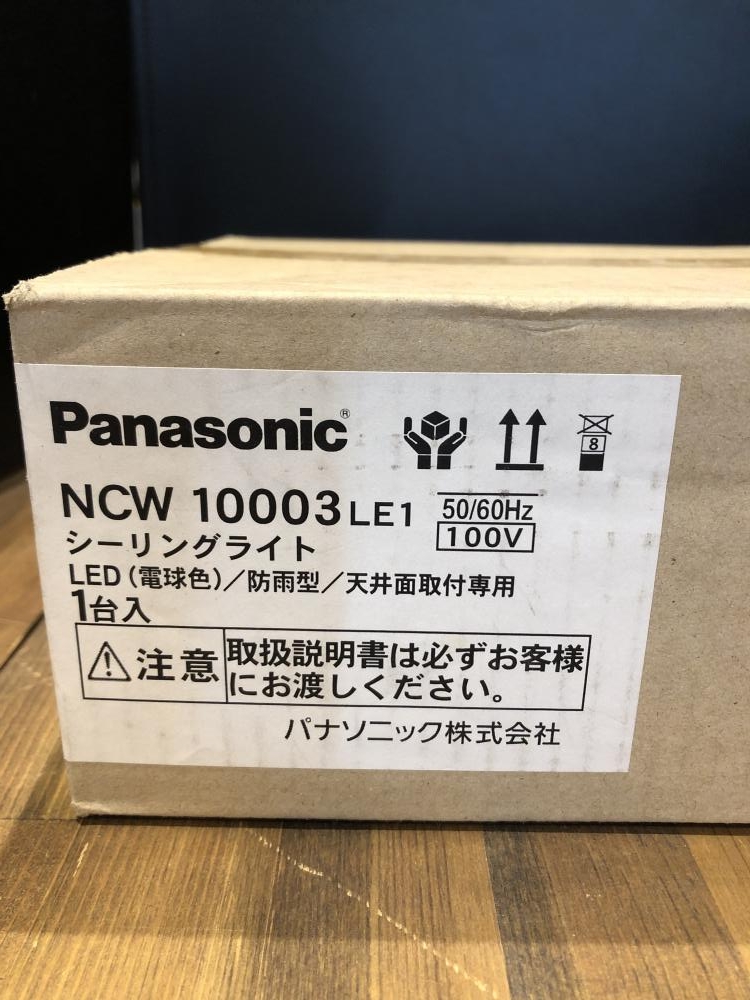 Panasonic®
8
NCW 10003 LE1 50/60Hz
100V
シーリングライト
LED(電球色)/防雨型/天井面取付専用
1台入
注意 取扱説明書は必ずお客様
にお渡しください。
パナソニック株式会社